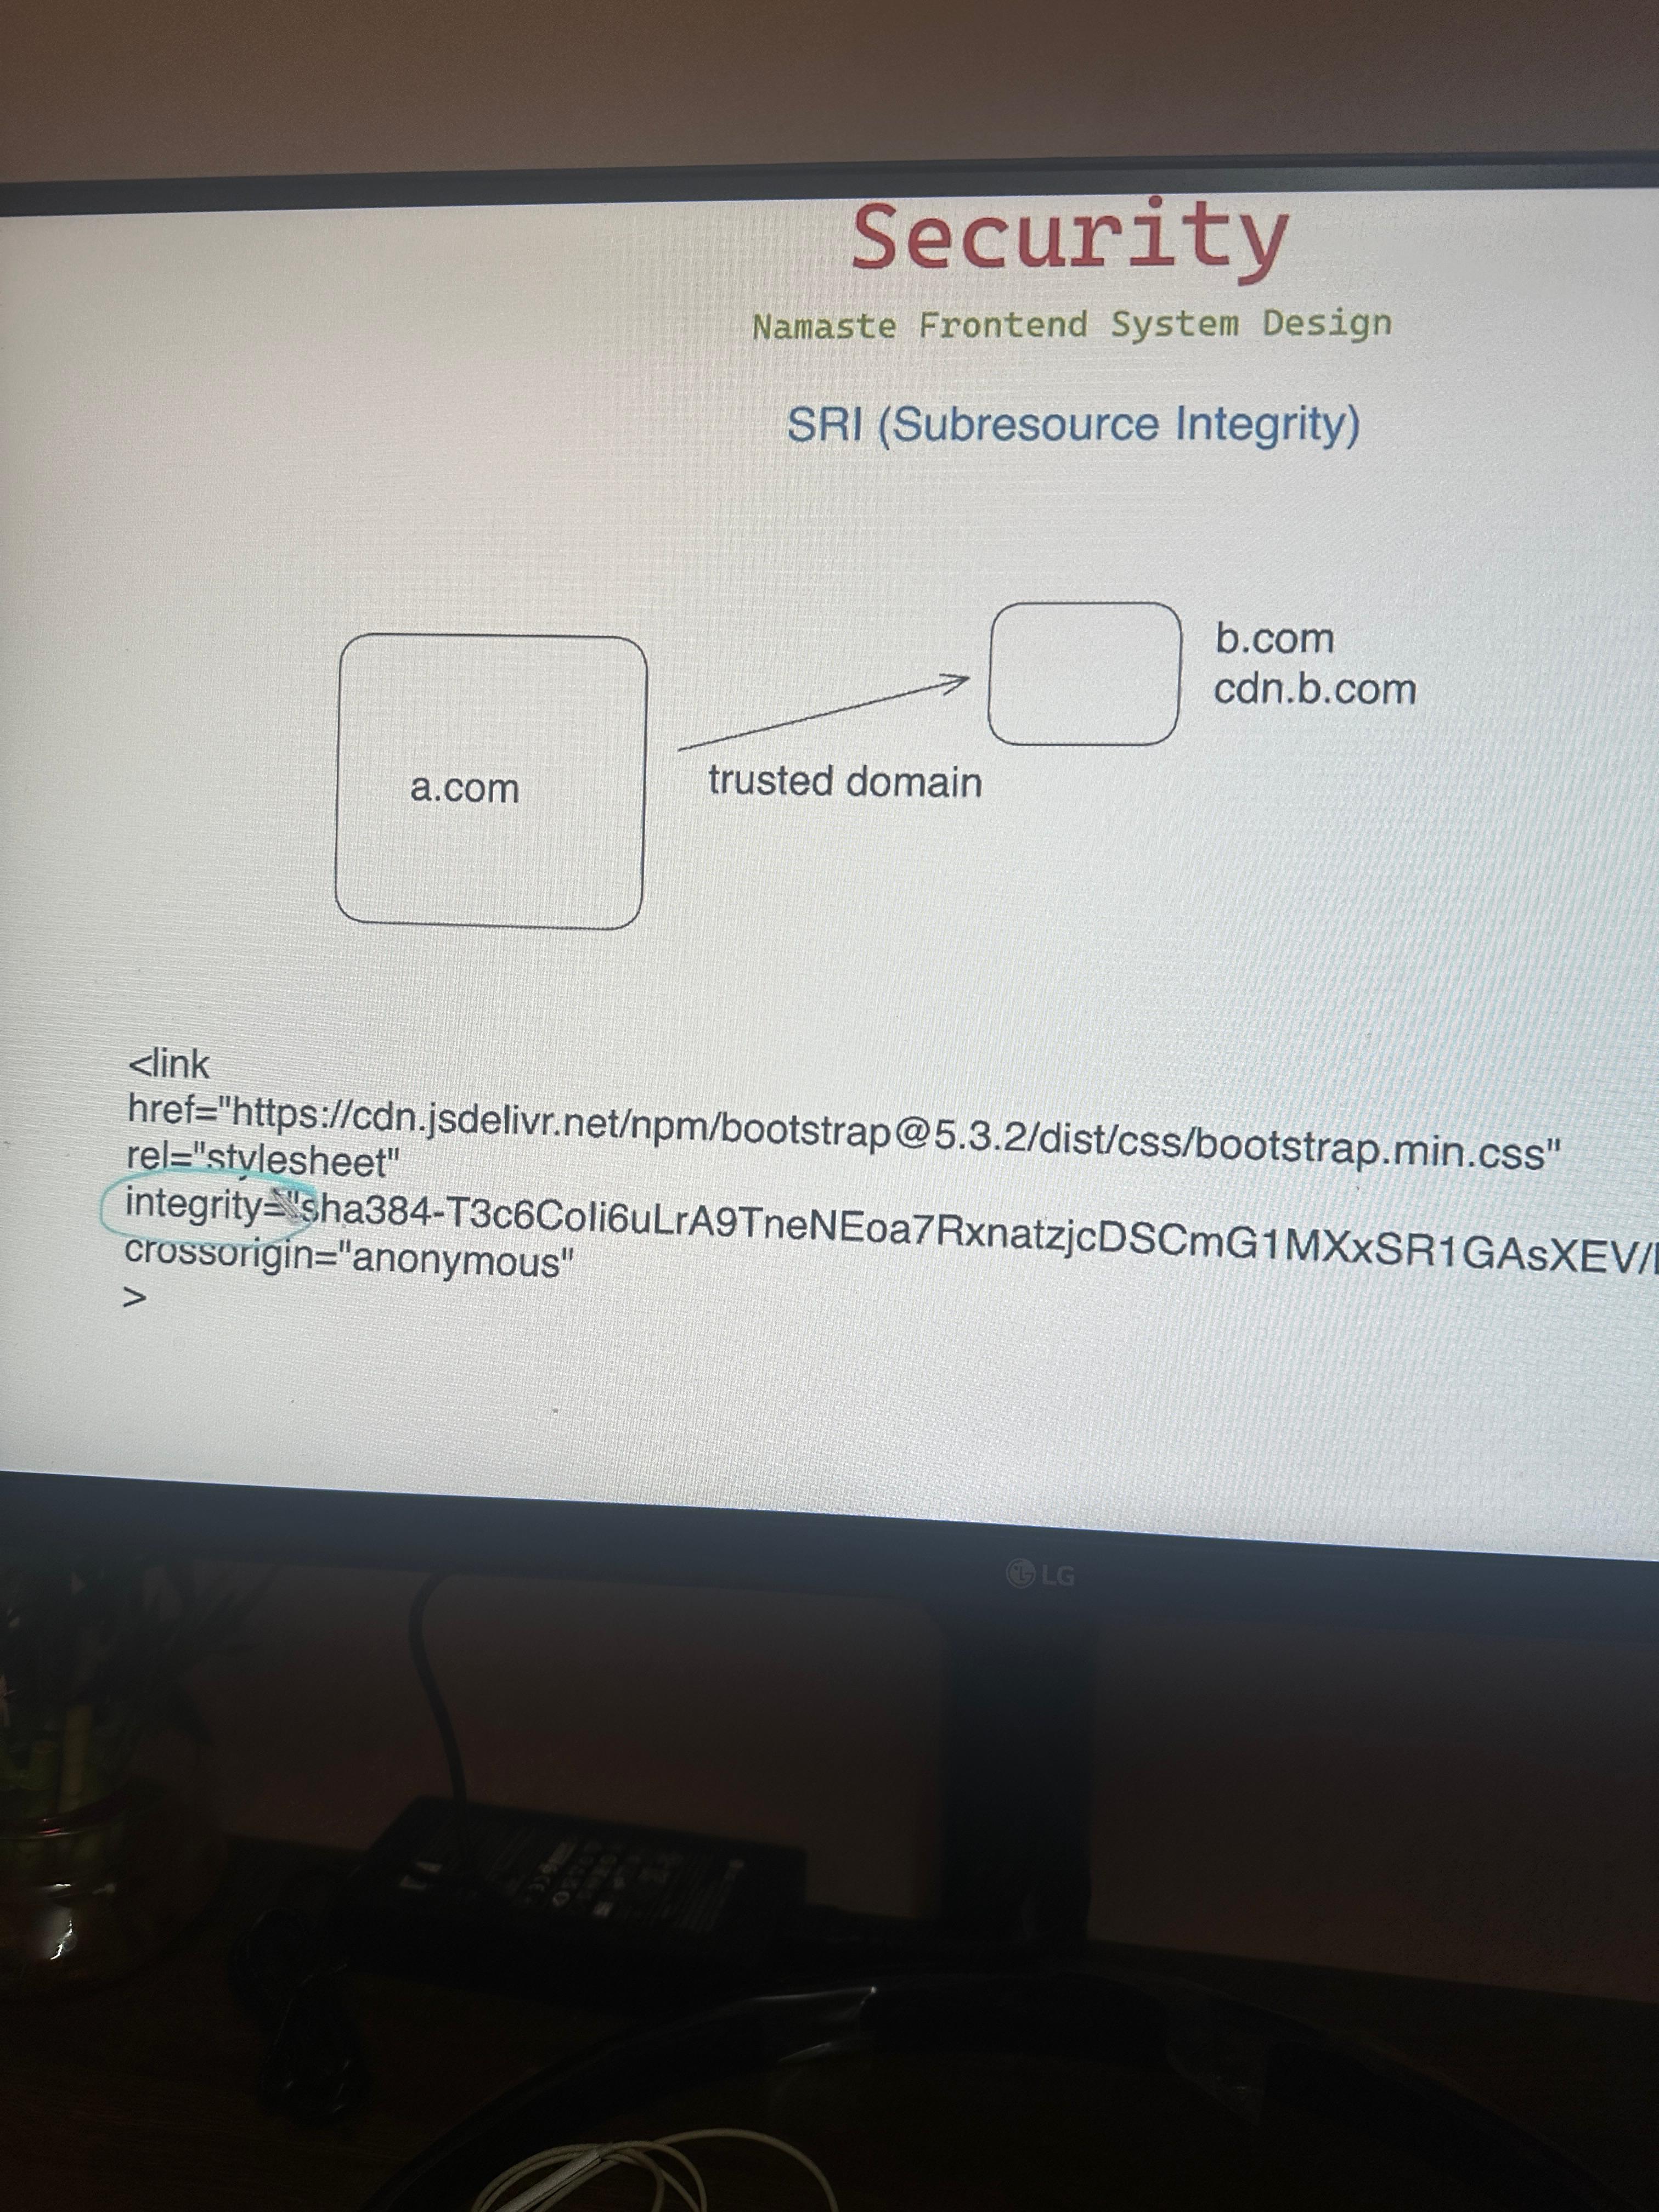 Security
Namaste Frontend System Design
SRI (Subresource Integrity)
b.com
cdn.b.com
a.com
trusted domain
<link
href="https://cdn.jsdelivr.net/npm/bootstrap@5.3.2/dist/css/bootstrap.min.css"
rel="stylesheet"
integrity="sha384-T3c6CoIi6uLrA9TneNEoa7RxnatzjcDSCmG1MXxSR1GAsXEV/
crossorigin="anonymous"
>
LG